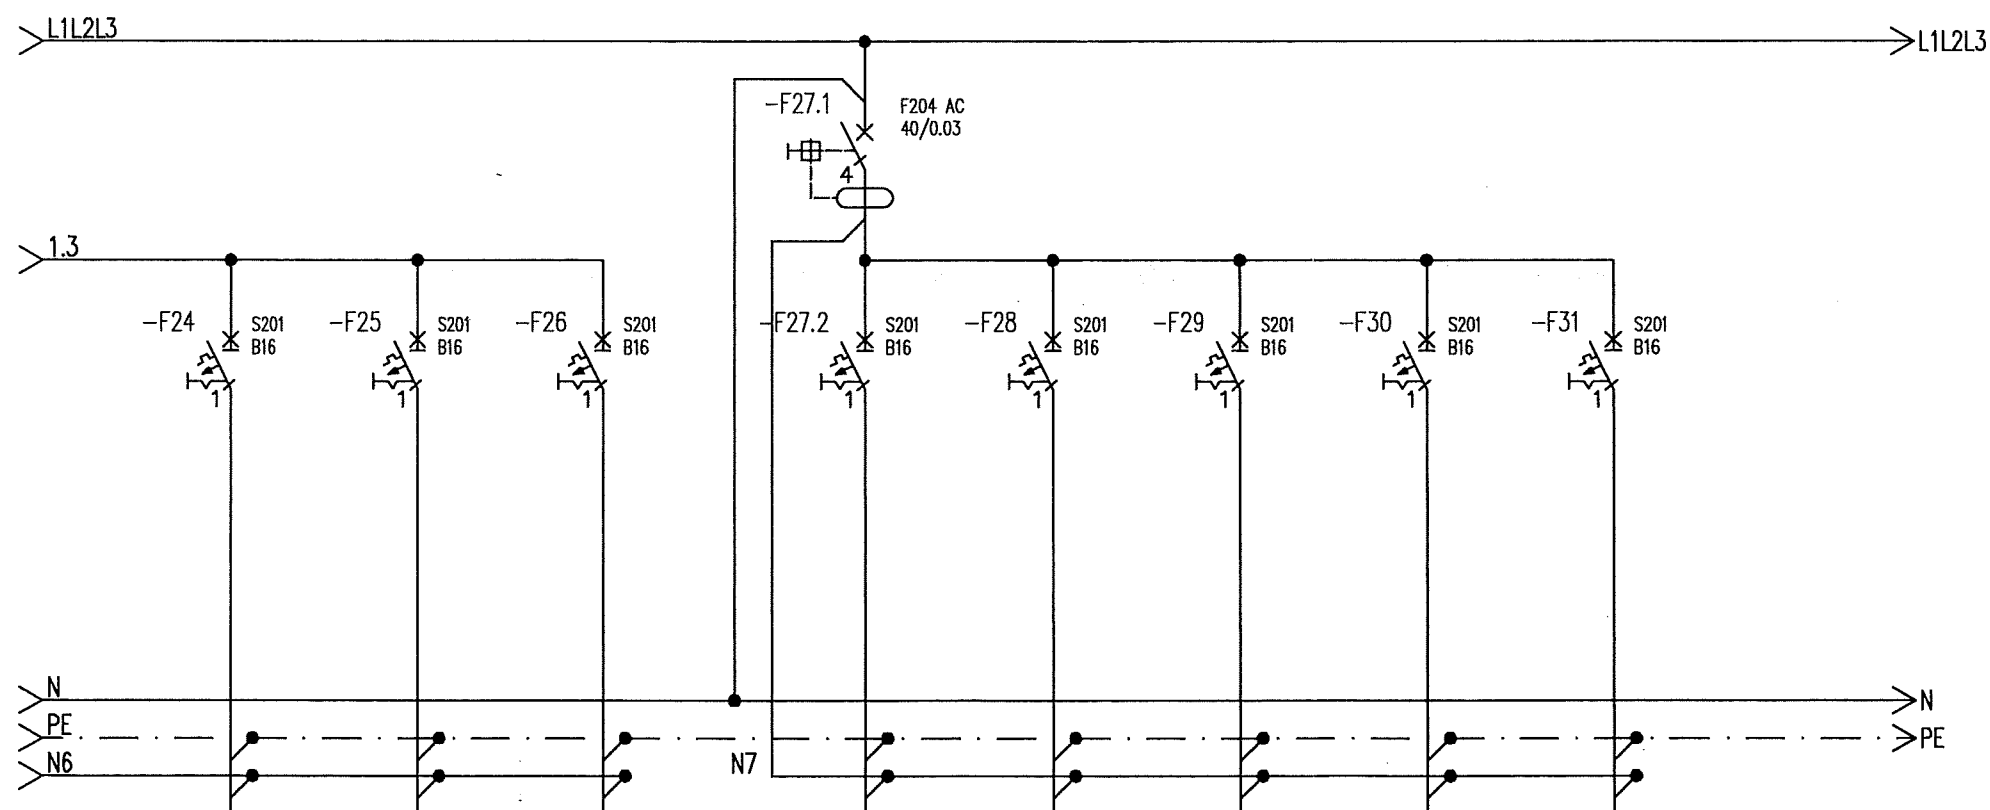 L1L2L3
L1L2L3
-F27.1
F204 AC
40/0.03
4
1.3
-F24
S201
B16
1
-F25
S201
B16
1
-F26
S201
B16
1
-F27.2
S201
B16
1
-F28
S201
B16
1
-F29
S201
B16
1
-F30
S201
B16
1
-F31
S201
B16
1
N
N
PE
PE
N6
N7